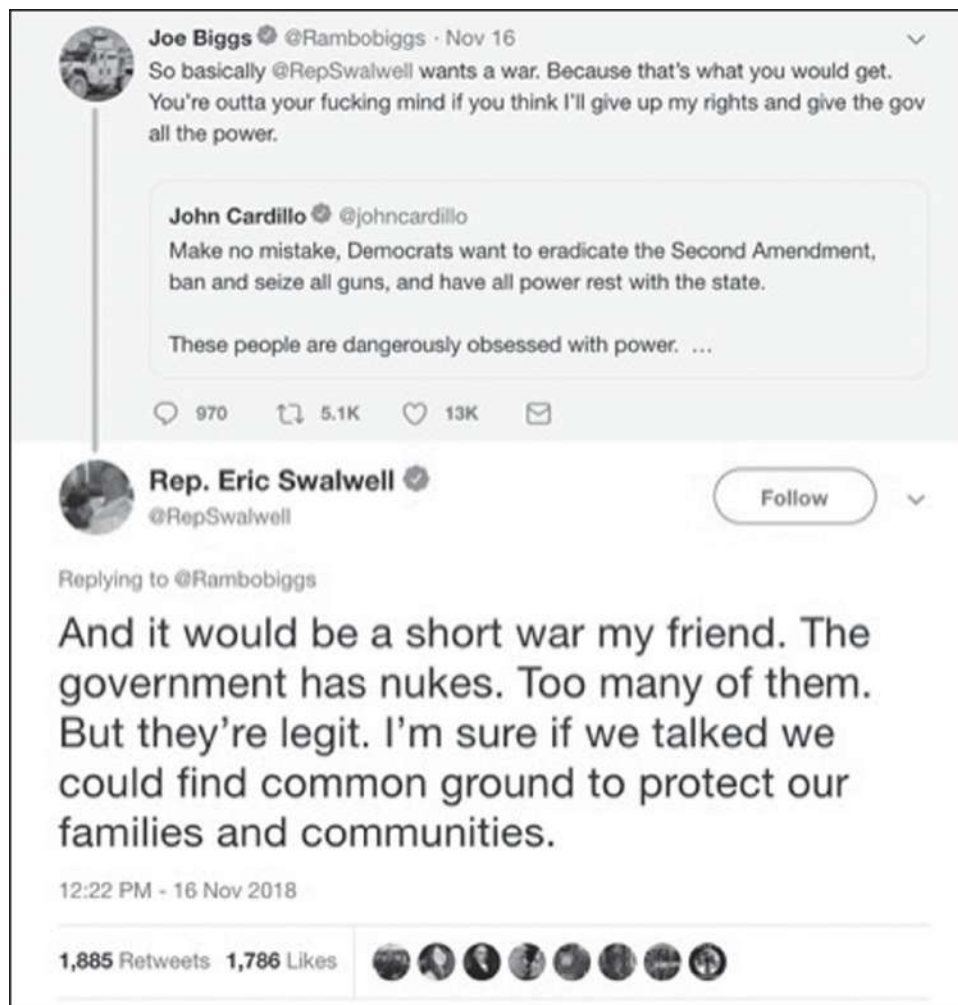 Joe Biggs @Rambobiggs · Nov 16
So basically @RepSwalwell wants a war. Because that's what you would get.
You're outta your fucking mind if you think I'll give up my rights and give the gov
all the power.
John Cardillo @johncardillo
Make no mistake, Democrats want to eradicate the Second Amendment,
ban and seize all guns, and have all power rest with the state.
These people are dangerously obsessed with power. ...
970 5.1K 13K
Rep. Eric Swalwell
@RepSwalwell
Follow
Replying to @Rambobiggs
And it would be a short war my friend. The
government has nukes. Too many of them.
But they're legit. I'm sure if we talked we
could find common ground to protect our
families and communities.
12:22 PM - 16 Nov 2018
1,885 Retweets 1,786 Likes